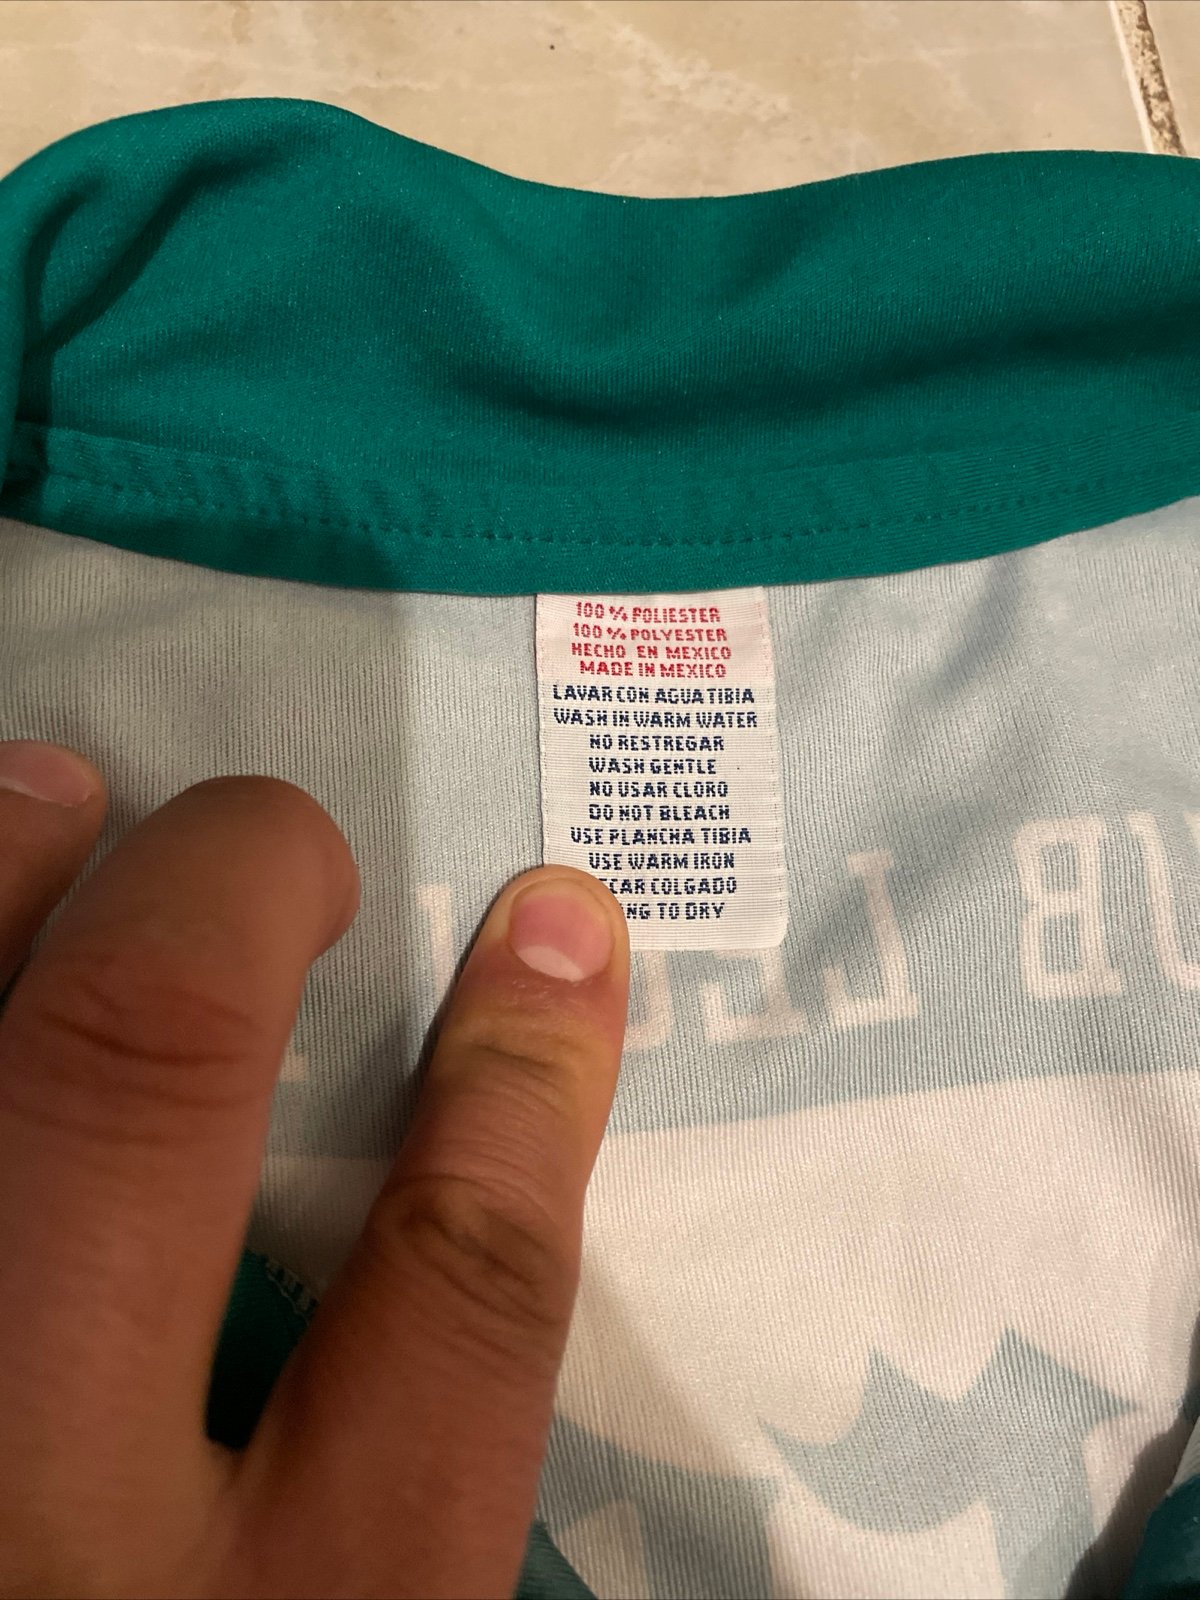 100% POLIESTER
100% POLYESTER
HECHO EN MEXICO
MADE IN MEXICO
LAVAR CON AGUA TIBIA
WASH IN WARM WATER
NO RESTREGAR
WASH GENTLE
NO USAR CLORO
DO NOT BLEACH
USE PLANCHA TIBIA
USE WARM IRON
COLGADO
TO DRY